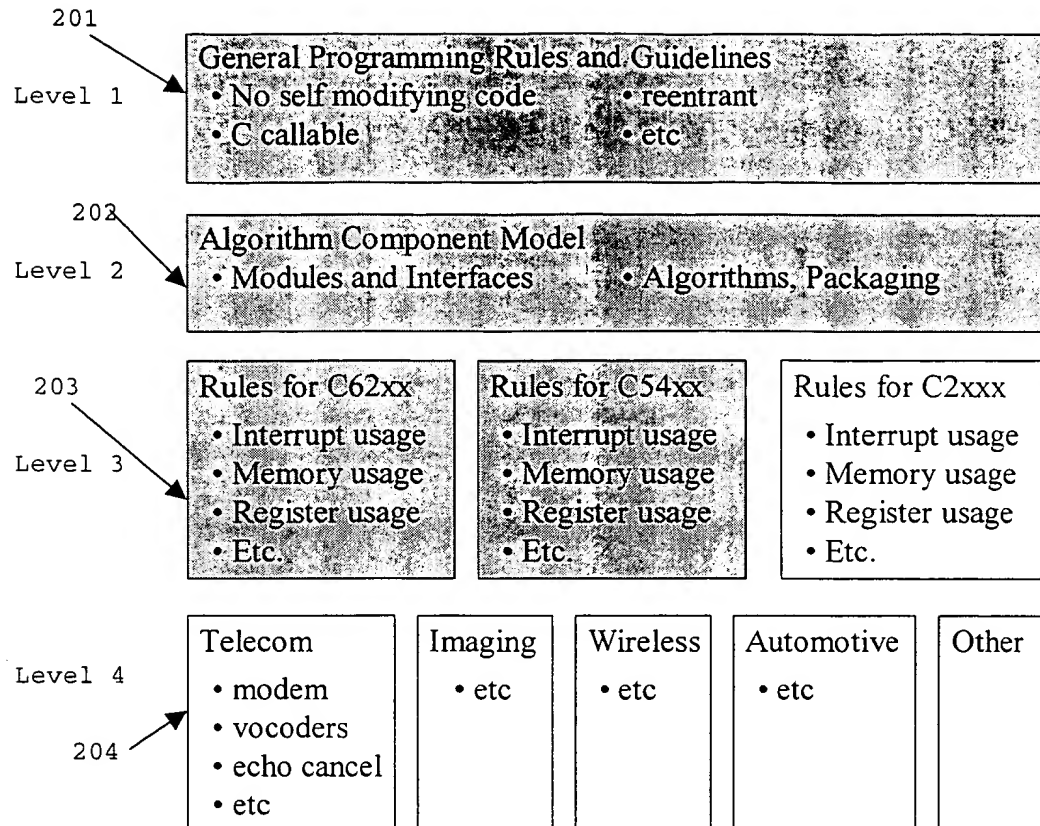 201
General Programming Rules and Guidelines
Level 1
• No self modifying code • reentrant
• C callable • etc
202
Algorithm Component Model
Level 2
• Modules and Interfaces • Algorithms, Packaging
203
Rules for C62xx Rules for C54xx Rules for C2xxx
• Interrupt usage • Interrupt usage • Interrupt usage
Level 3
• Memory usage • Memory usage • Memory usage
• Register usage • Register usage • Register usage
• Etc. • Etc. • Etc.
Telecom Imaging Wireless Automotive Other
Level 4
• modem • etc • etc • etc
• vocoders
204
• echo cancel
• etc